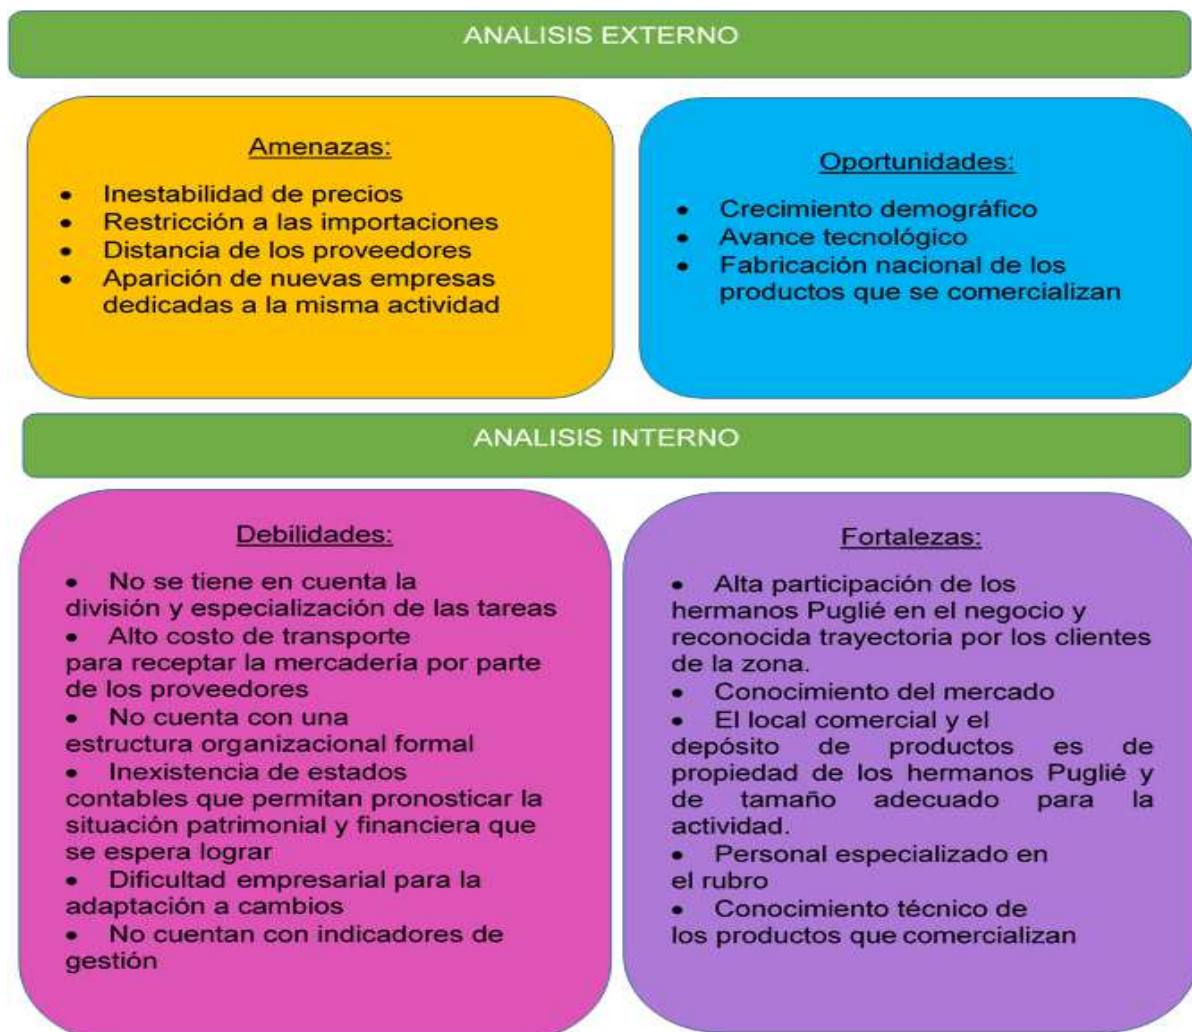 ANALISIS EXTERNO
Amenazas:
• Inestabilidad de precios
• Restricción a las importaciones
• Distancia de los proveedores
• Aparición de nuevas empresas
dedicadas a la misma actividad
Oportunidades:
• Crecimiento demográfico
• Avance tecnológico
• Fabricación nacional de los
productos que se comercializan
ANALISIS INTERNO
Debilidades:
• No se tiene en cuenta la
división y especialización de las tareas
• Alto costo de transporte
para receptar la mercadería por parte
de los proveedores
• No cuenta con una
estructura organizacional formal
• Inexistencia de estados
contables que permitan pronosticar la
situación patrimonial y financiera que
se espera lograr
• Dificultad empresarial para la
adaptación a cambios
• No cuentan con indicadores de
gestión
Fortalezas:
• Alta participación de los
hermanos Puglié en el negocio y
reconocida trayectoria por los clientes
de la zona.
• Conocimiento del mercado
• El local comercial y el
depósito de productos es de
propiedad de los hermanos Puglié y
de tamaño adecuado para la
actividad.
• Personal especializado en
el rubro
• Conocimiento técnico de
los productos que comercializan